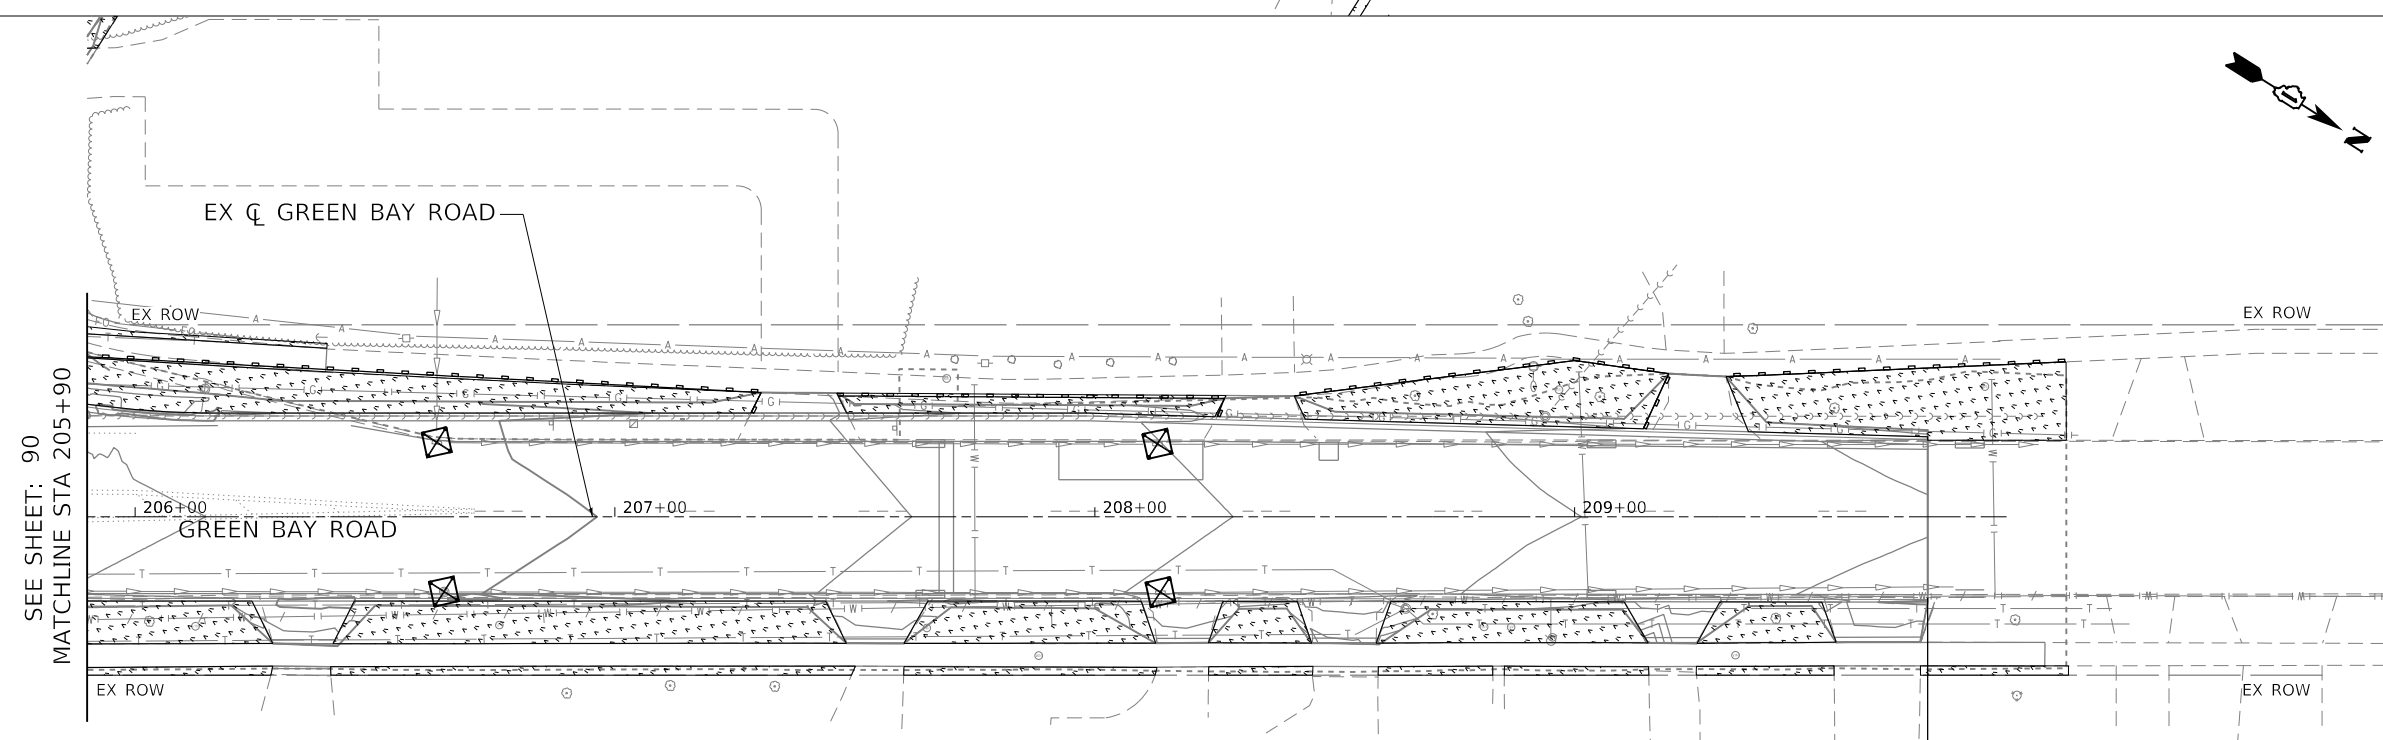 N
EX ℄ GREEN BAY ROAD
EX ROW
EX ROW
206+00
207+00
208+00
209+00
GREEN BAY ROAD
SEE SHEET: 90
MATCHLINE STA 205+90
EX ROW
EX ROW